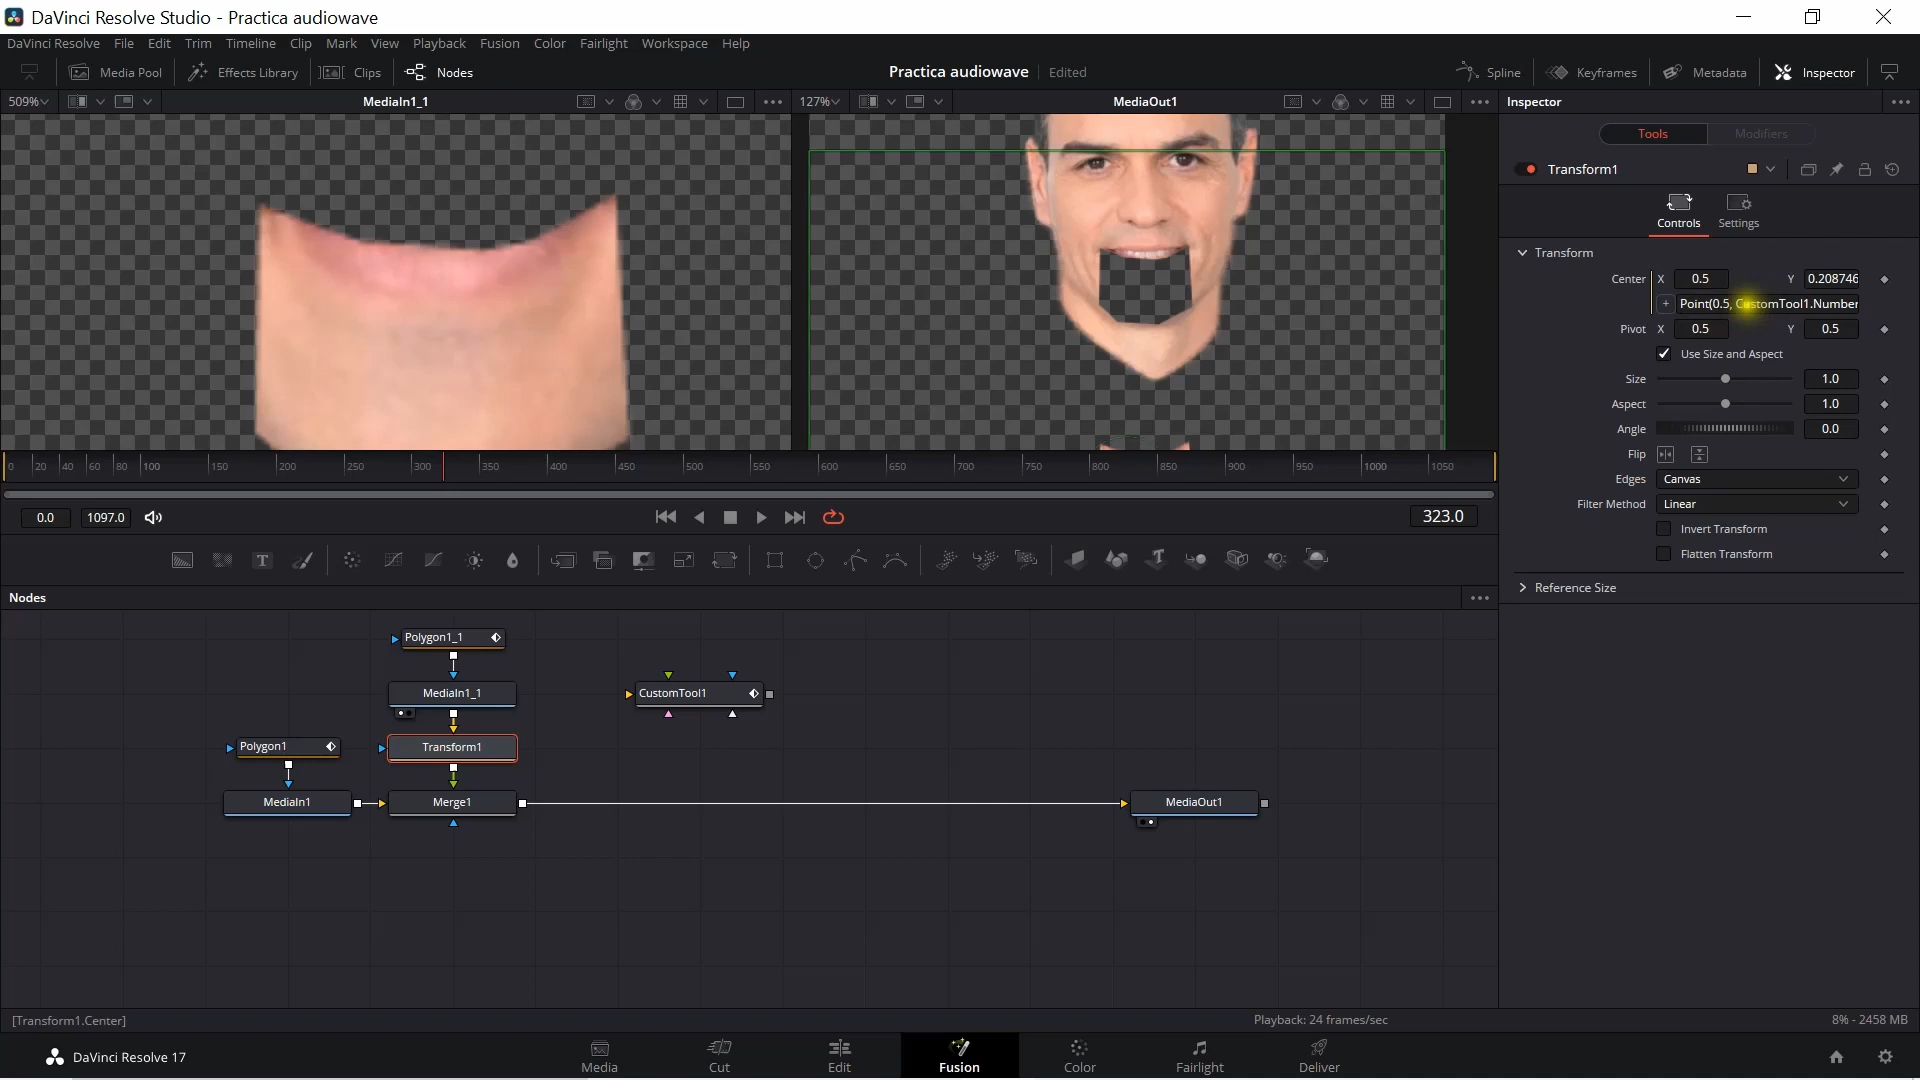 DaVinci Resolve Studio - Practica audiowave
DaVinci Resolve File Edit Trim Timeline Clip Mark View Playback Fusion Color Fairlight Workspace Help
Media Pool Effects Library Clips Nodes Practica audiowave Edited Spline Keyframes Metadata Inspector
509% MediaIn1_1 127% MediaOut1 Inspector
Tools Modifiers
Transform1
Controls Settings
Transform
Center X 0.5 Y 0.208746
Point(0.5, CustomTool1.Number
Pivot X 0.5 Y 0.5
Use Size and Aspect
Size 1.0
Aspect 1.0
Angle 0.0
Flip
Edges Canvas
Filter Method Linear
Invert Transform
Flatten Transform
Reference Size
0 20 40 60 80 100 150 200 250 300 350 400 450 500 550 600 650 700 750 800 850 900 950 1000 1050
0.0 1097.0 323.0
Nodes
Polygon1_1
MediaIn1_1 CustomTool1
Polygon1 Transform1
MediaIn1 Merge1 MediaOut1
[Transform1.Center] Playback: 24 frames/sec 8% - 2458 MB
DaVinci Resolve 17 Media Cut Edit Fusion Color Fairlight Deliver